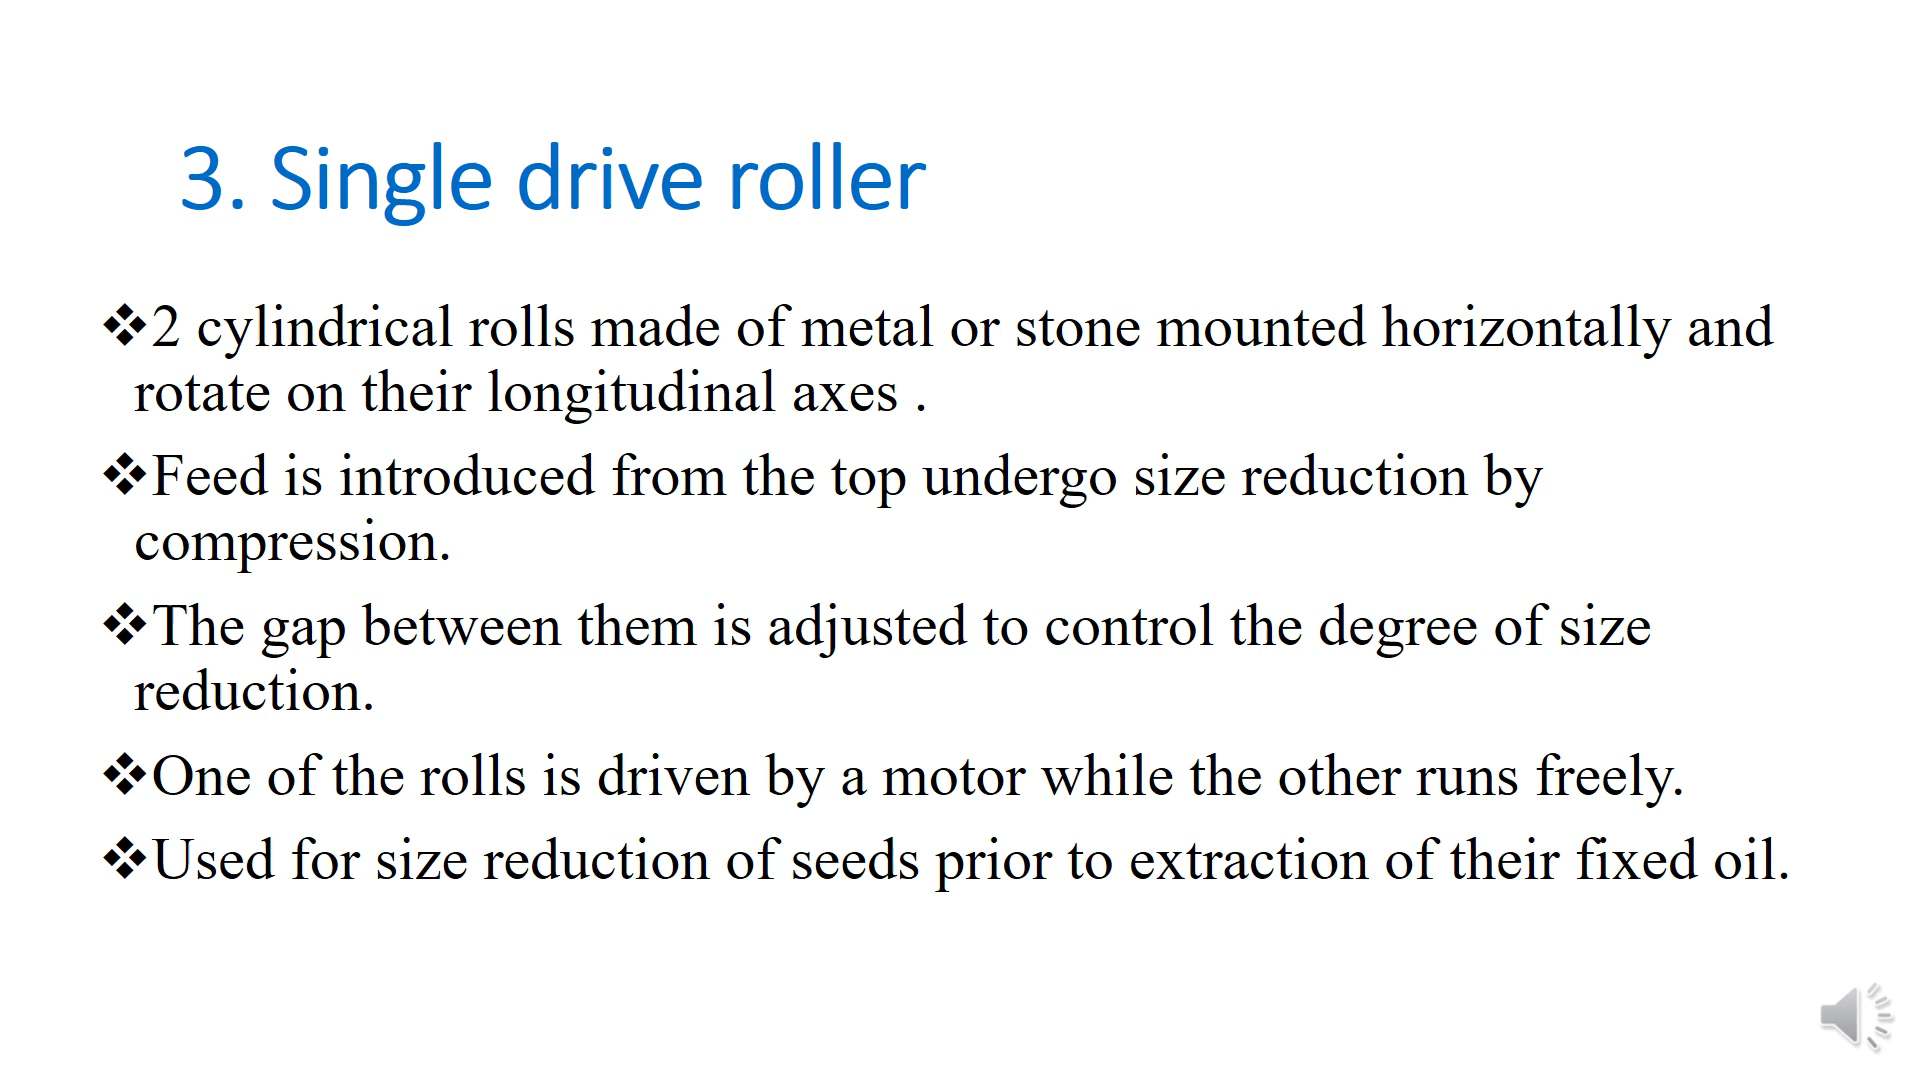 3. Single drive roller
❖2 cylindrical rolls made of metal or stone mounted horizontally and
rotate on their longitudinal axes .
❖Feed is introduced from the top undergo size reduction by
compression.
❖The gap between them is adjusted to control the degree of size
reduction.
❖One of the rolls is driven by a motor while the other runs freely.
❖Used for size reduction of seeds prior to extraction of their fixed oil.